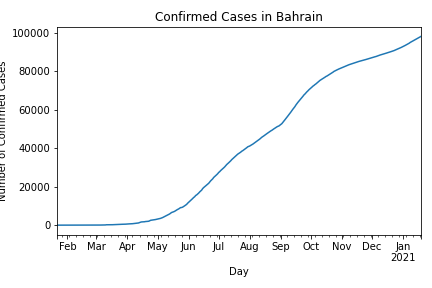 Confirmed Cases in Bahrain
100000
80000
60000
40000
20000
0
Number of Confirmed Cases
Feb Mar Apr May Jun Jul Aug Sep Oct Nov Dec Jan
2021
Day